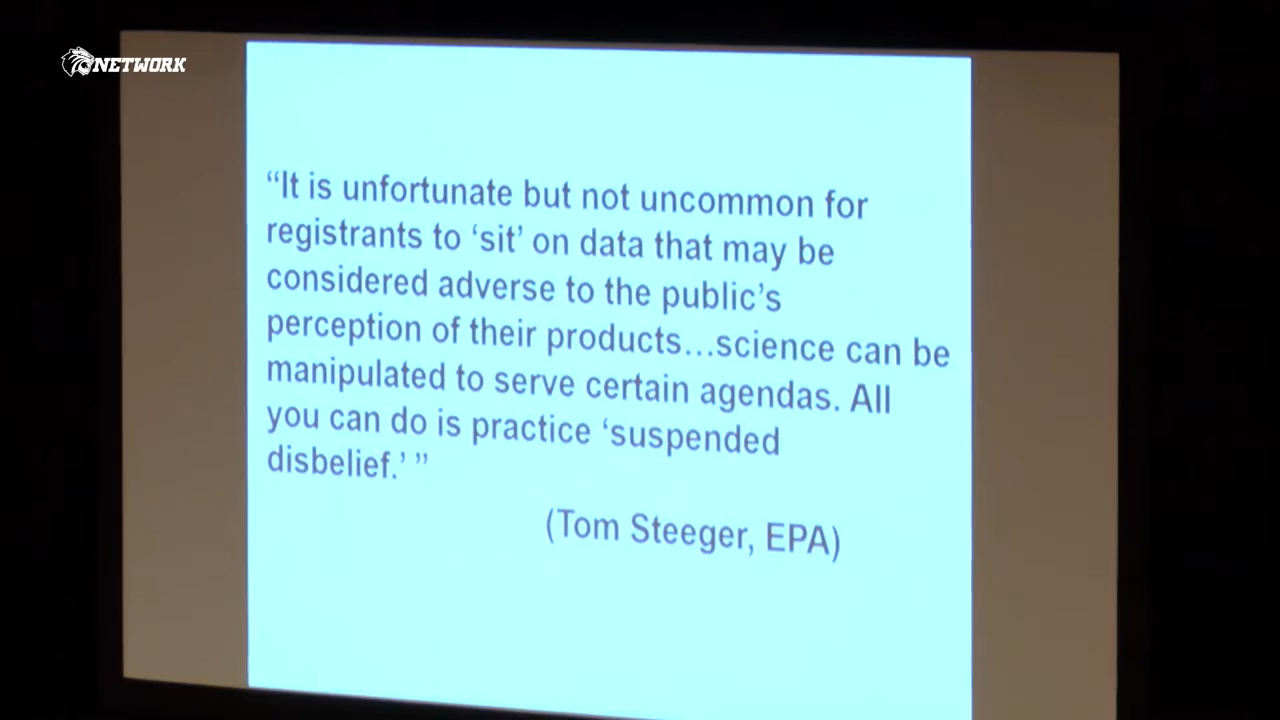 NETWORK
“It is unfortunate but not uncommon for
registrants to ‘sit’ on data that may be
considered adverse to the public’s
perception of their products…science can be
manipulated to serve certain agendas. All
you can do is practice ‘suspended
disbelief.’ ”
(Tom Steeger, EPA)